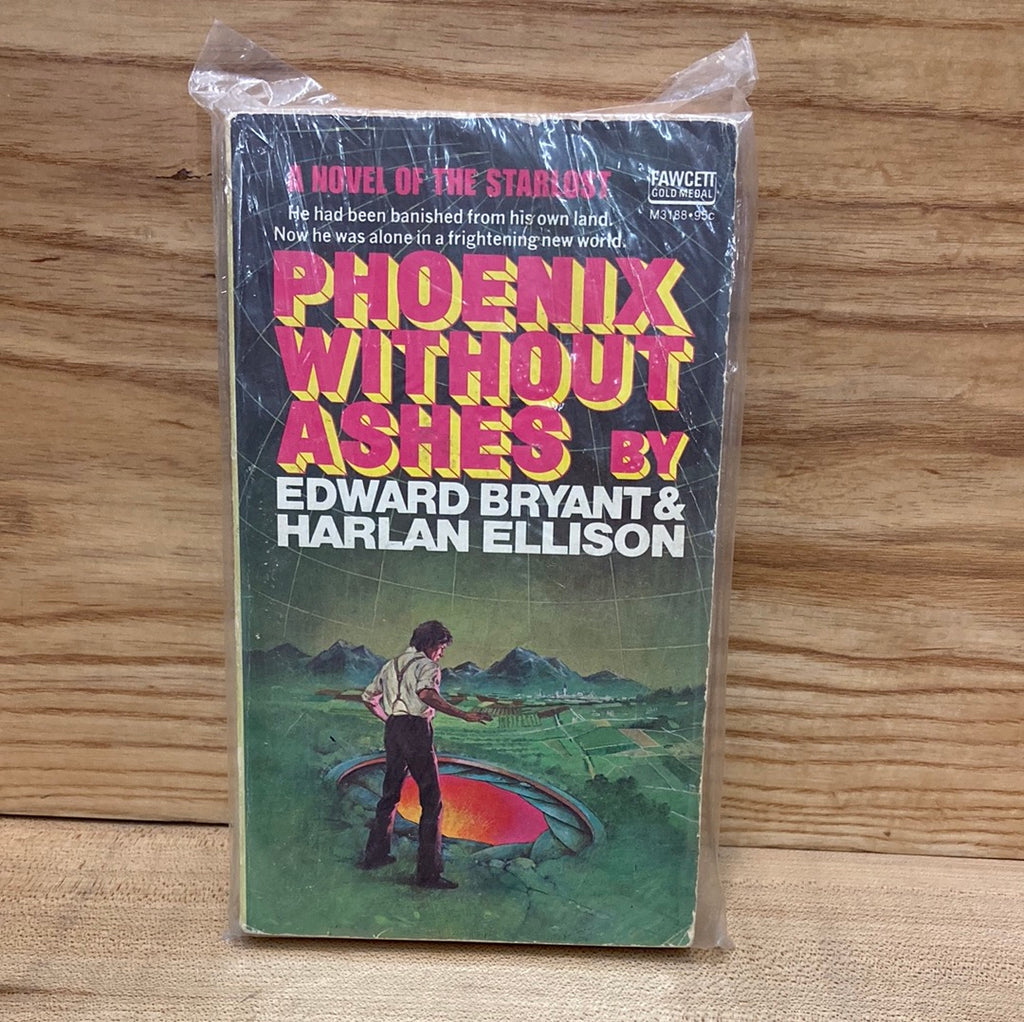 A NOVEL OF THE STARLOST
FAWCETT
GOLD MEDAL
M3188•95c
He had been banished from his own land.
Now he was alone in a frightening new world.
PHOENIX
WITHOUT
ASHES BY
EDWARD BRYANT &
HARLAN ELLISON